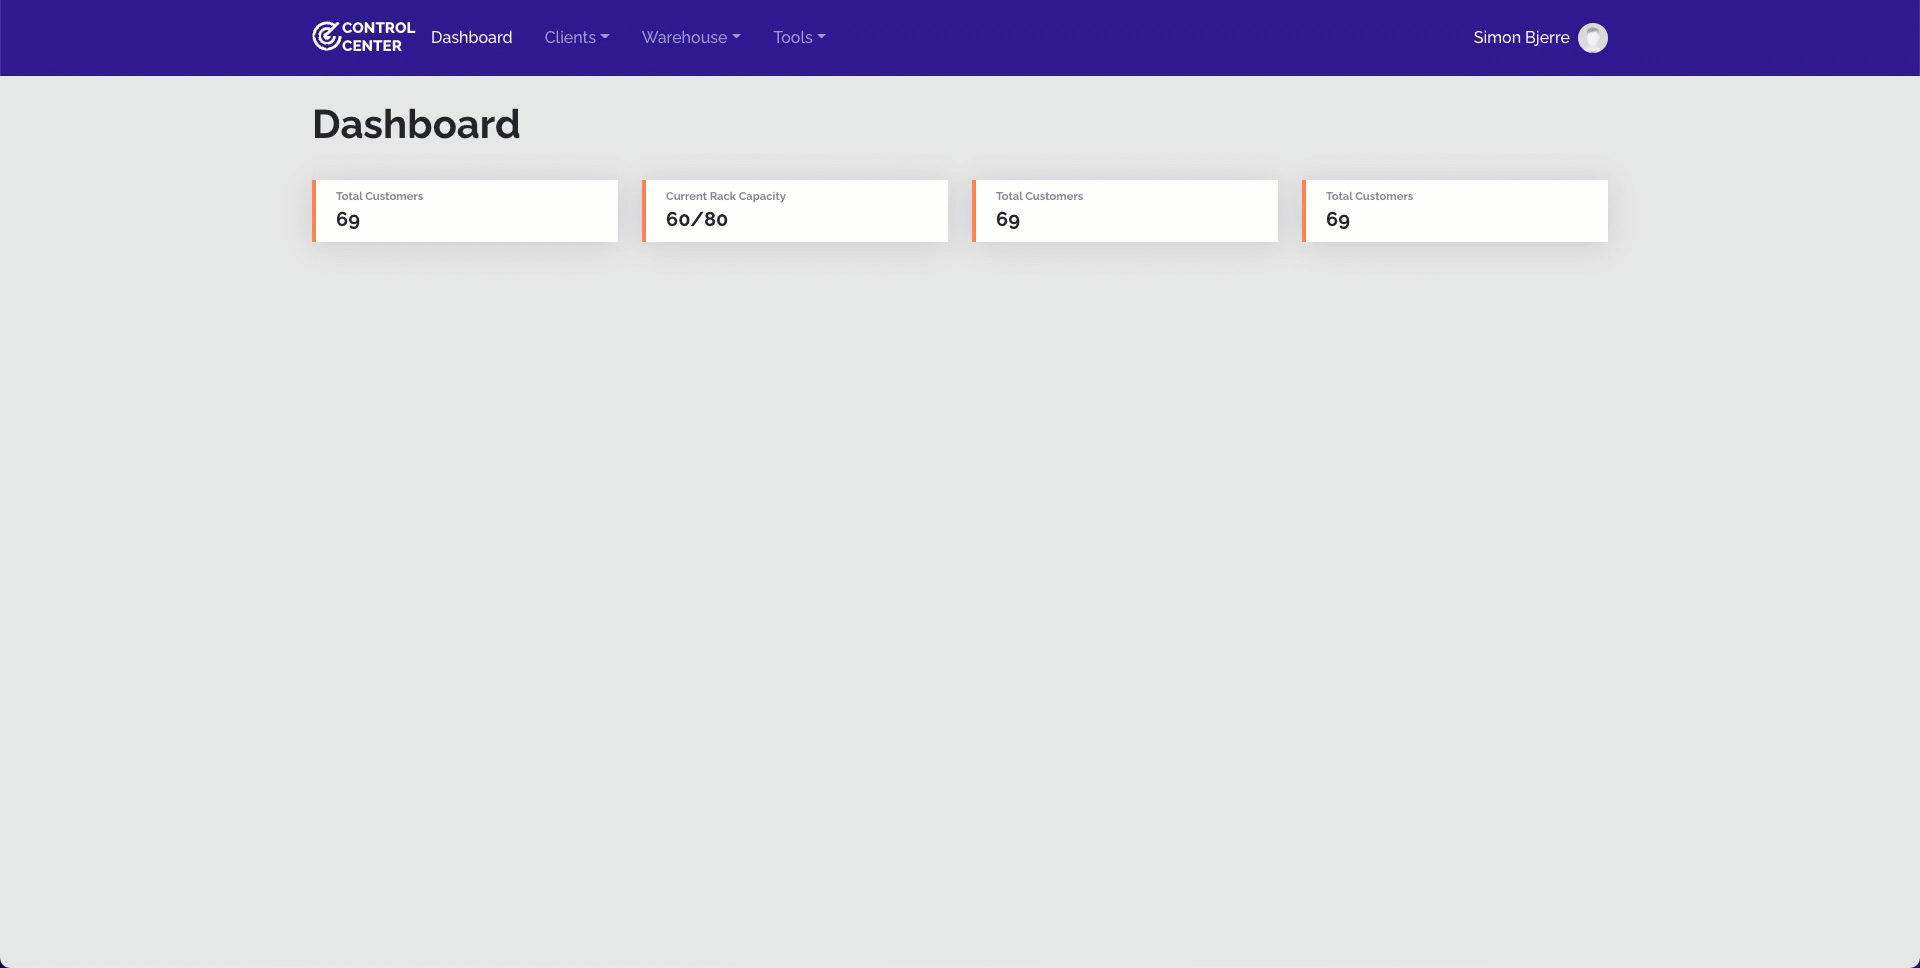 CONTROL
CENTER
Dashboard
Clients
Warehouse
Tools
Simon Bjerre
Dashboard
Total Customers
69
Current Rack Capacity
60/80
Total Customers
69
Total Customers
69